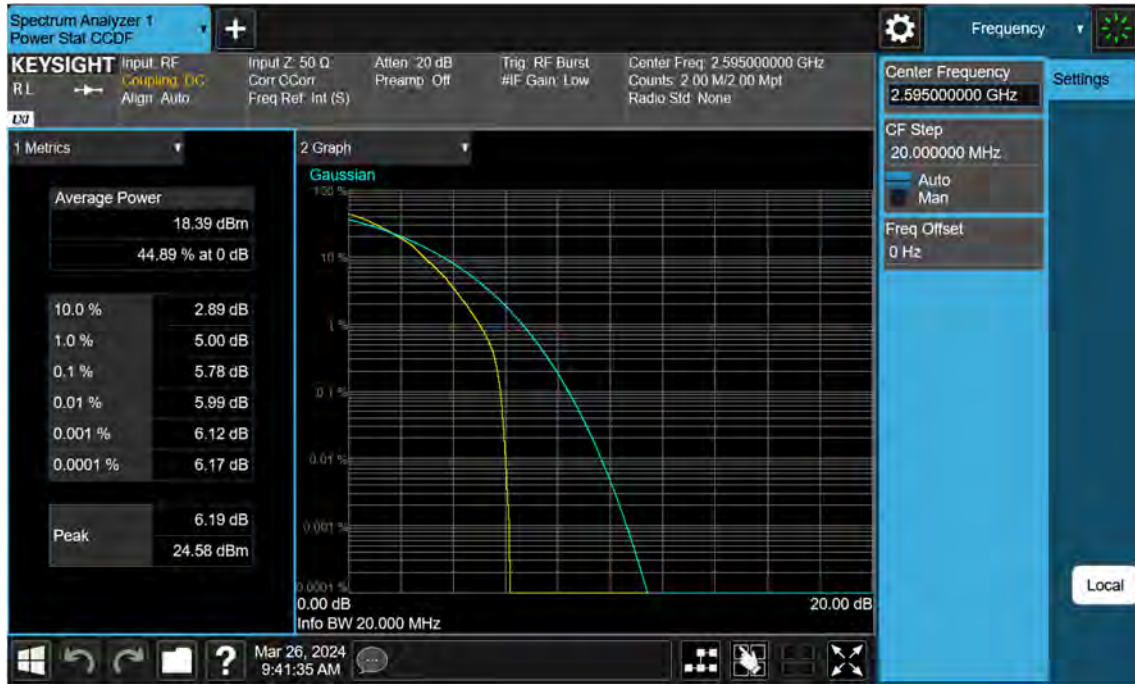 Spectrum Analyzer 1
Power Stat CCDF
+
Frequency
KEYSIGHT
RL
LXI
Input: RF
Coupling: DC
Align: Auto
Input Z: 50 Ω
Corr CCorr
Freq Ref: Int (S)
Atten: 20 dB
Preamp: Off
Trig: RF Burst
#IF Gain: Low
Center Freq: 2.595000000 GHz
Counts: 2.00 M/2.00 Mpt
Radio Std: None
1 Metrics
Average Power
18.39 dBm
44.89 % at 0 dB
10.0 % 2.89 dB
1.0 % 5.00 dB
0.1 % 5.78 dB
0.01 % 5.99 dB
0.001 % 6.12 dB
0.0001 % 6.17 dB
Peak
6.19 dB
24.58 dBm
2 Graph
Gaussian
100 %
10 %
1 %
0.1 %
0.01 %
0.001 %
0.0001 %
0.00 dB
20.00 dB
Info BW 20.000 MHz
Center Frequency
2.595000000 GHz
CF Step
20.000000 MHz
Auto
Man
Freq Offset
0 Hz
Settings
Local
?
Mar 26, 2024
9:41:35 AM